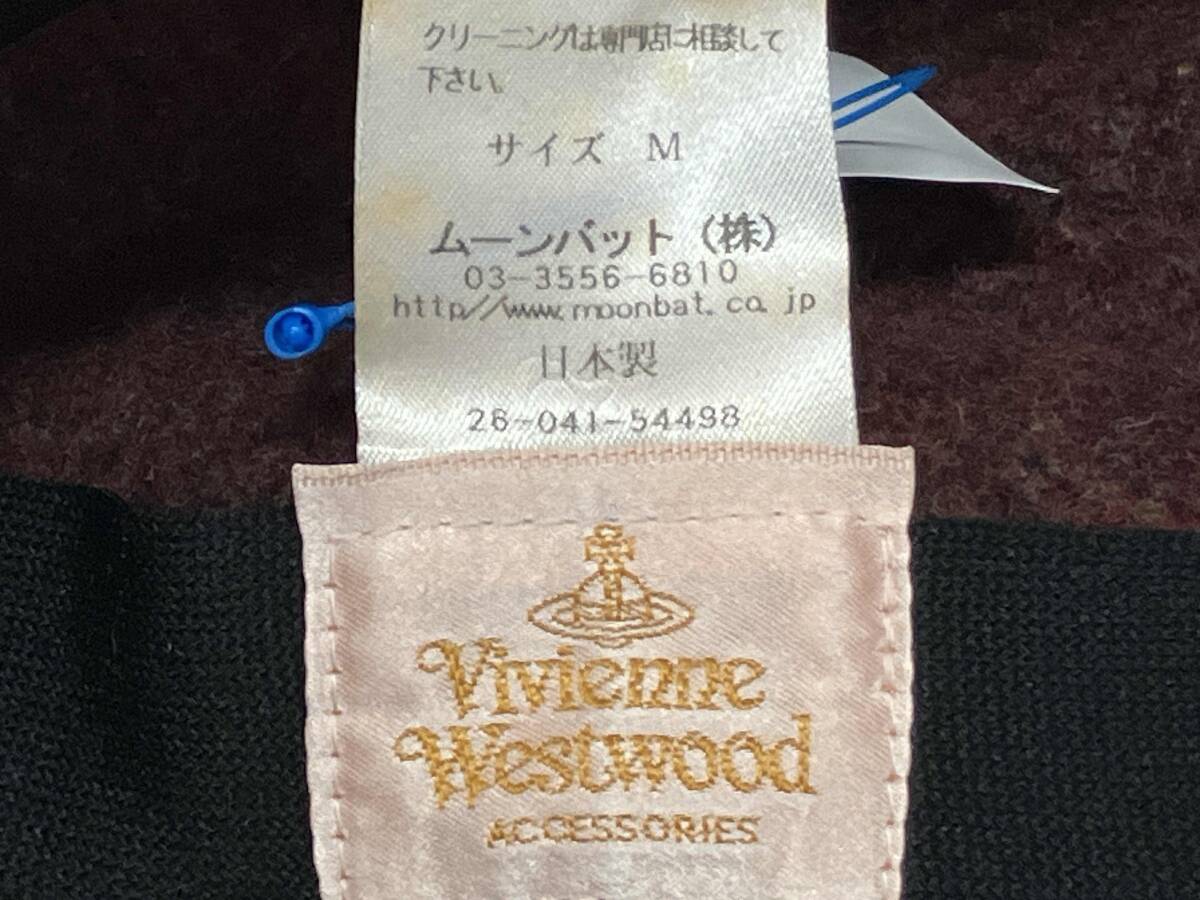 クリーニングは専門店に相談して
下さい。
サイズ M
ムーンバット（株）
03-3556-6810
http//www.moonbat.co.jp
日本製
26-041-54498
Vivienne
Westwood
ACCESSORIES